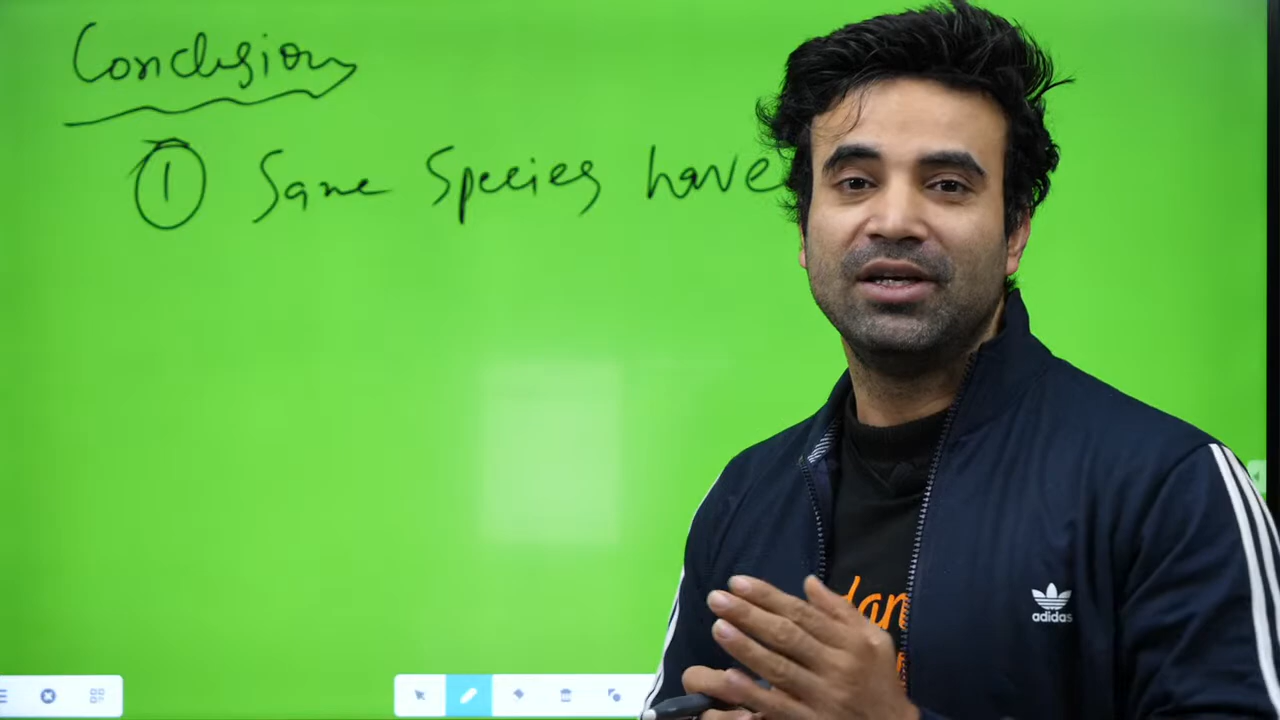 Conclusion
① Same Species have
adidas